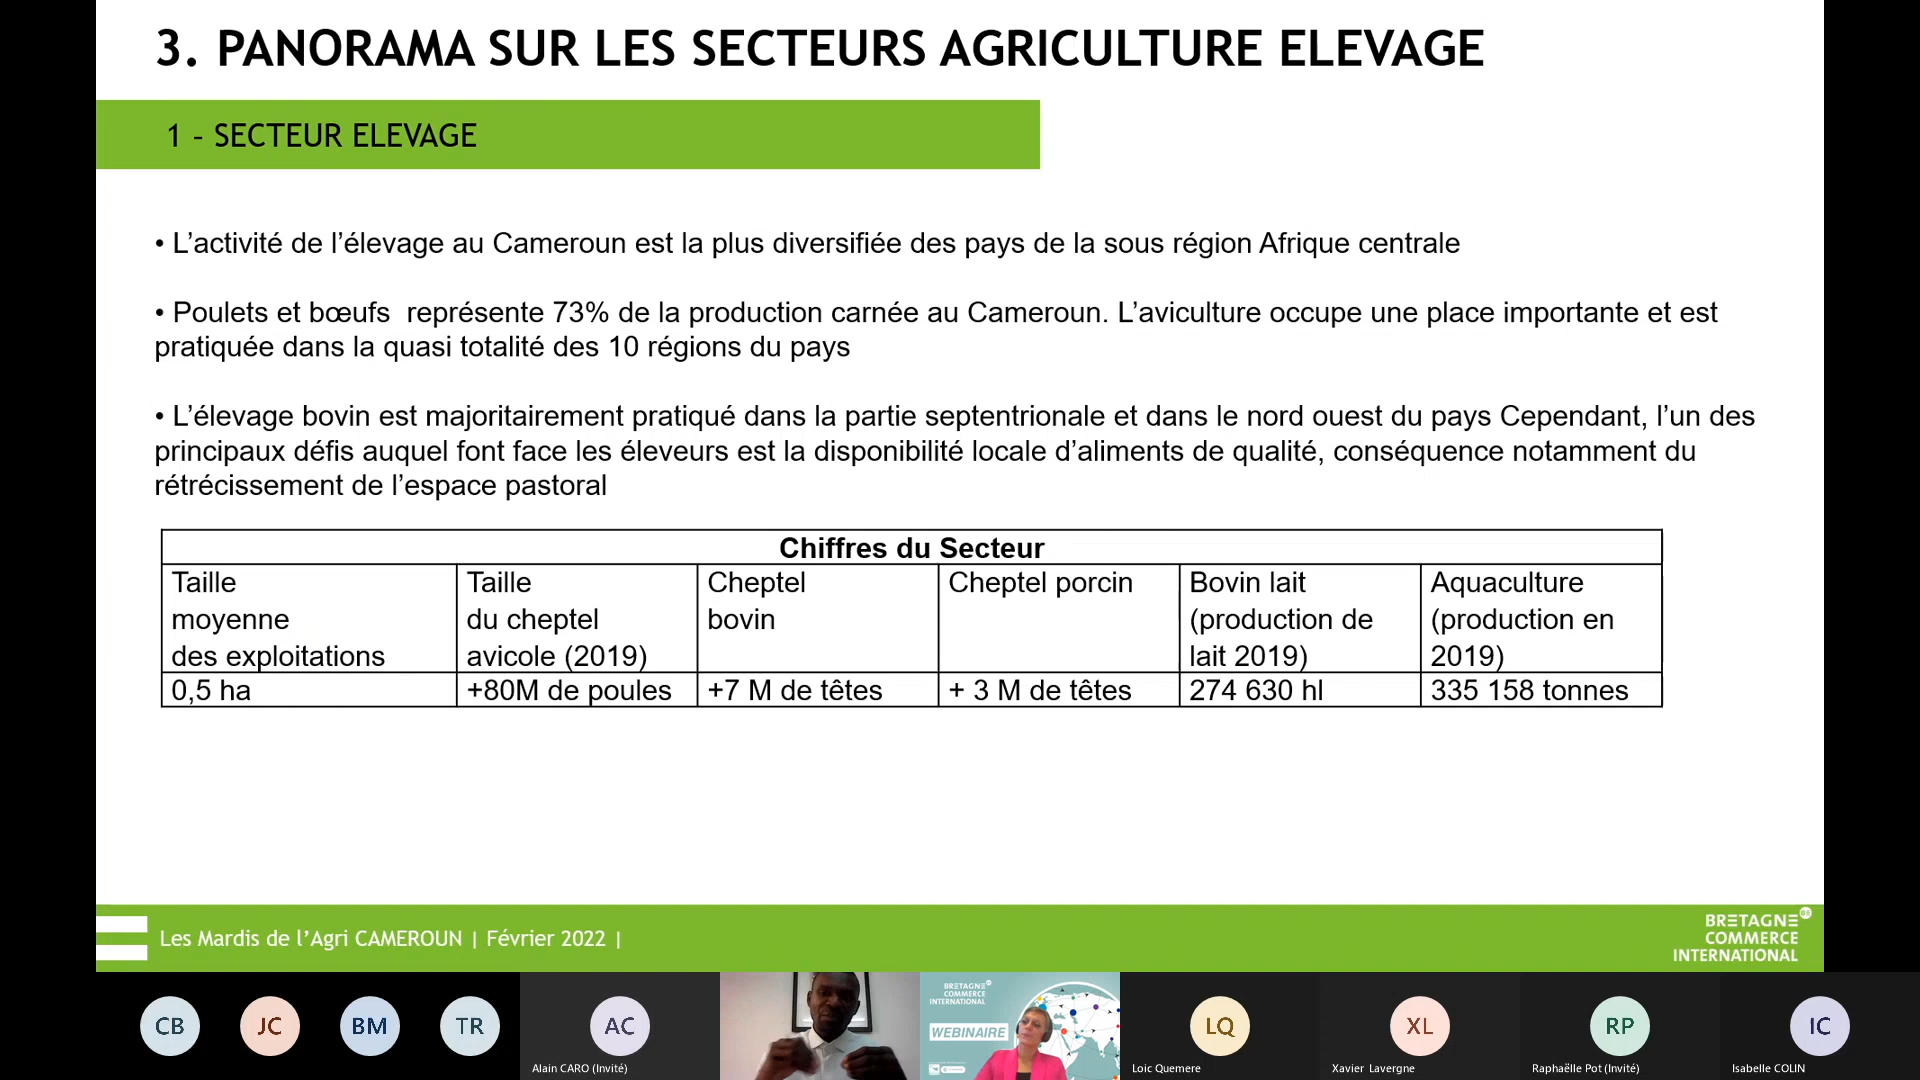 3. PANORAMA SUR LES SECTEURS AGRICULTURE ELEVAGE
1 – SECTEUR ELEVAGE
• L’activité de l’élevage au Cameroun est la plus diversifiée des pays de la sous région Afrique centrale
• Poulets et bœufs  représente 73% de la production carnée au Cameroun. L’aviculture occupe une place importante et est
pratiquée dans la quasi totalité des 10 régions du pays
• L’élevage bovin est majoritairement pratiqué dans la partie septentrionale et dans le nord ouest du pays Cependant, l’un des
principaux défis auquel font face les éleveurs est la disponibilité locale d’aliments de qualité, conséquence notamment du
rétrécissement de l’espace pastoral
Chiffres du Secteur
Taille
moyenne
des exploitations
Taille
du cheptel
avicole (2019)
Cheptel
bovin
Cheptel porcin
Bovin lait
(production de
lait 2019)
Aquaculture
(production en
2019)
0,5 ha
+80M de poules
+7 M de têtes
+ 3 M de têtes
274 630 hl
335 158 tonnes
Les Mardis de l’Agri CAMEROUN | Février 2022 |
BRETAGNE
COMMERCE
INTERNATIONAL
CB
JC
BM
TR
AC
Alain CARO (Invité)
BRETAGNE
COMMERCE
INTERNATIONAL
WEBINAIRE
LQ
Loic Quemere
XL
Xavier Lavergne
RP
Raphaëlle Pot (Invité)
IC
Isabelle COLIN